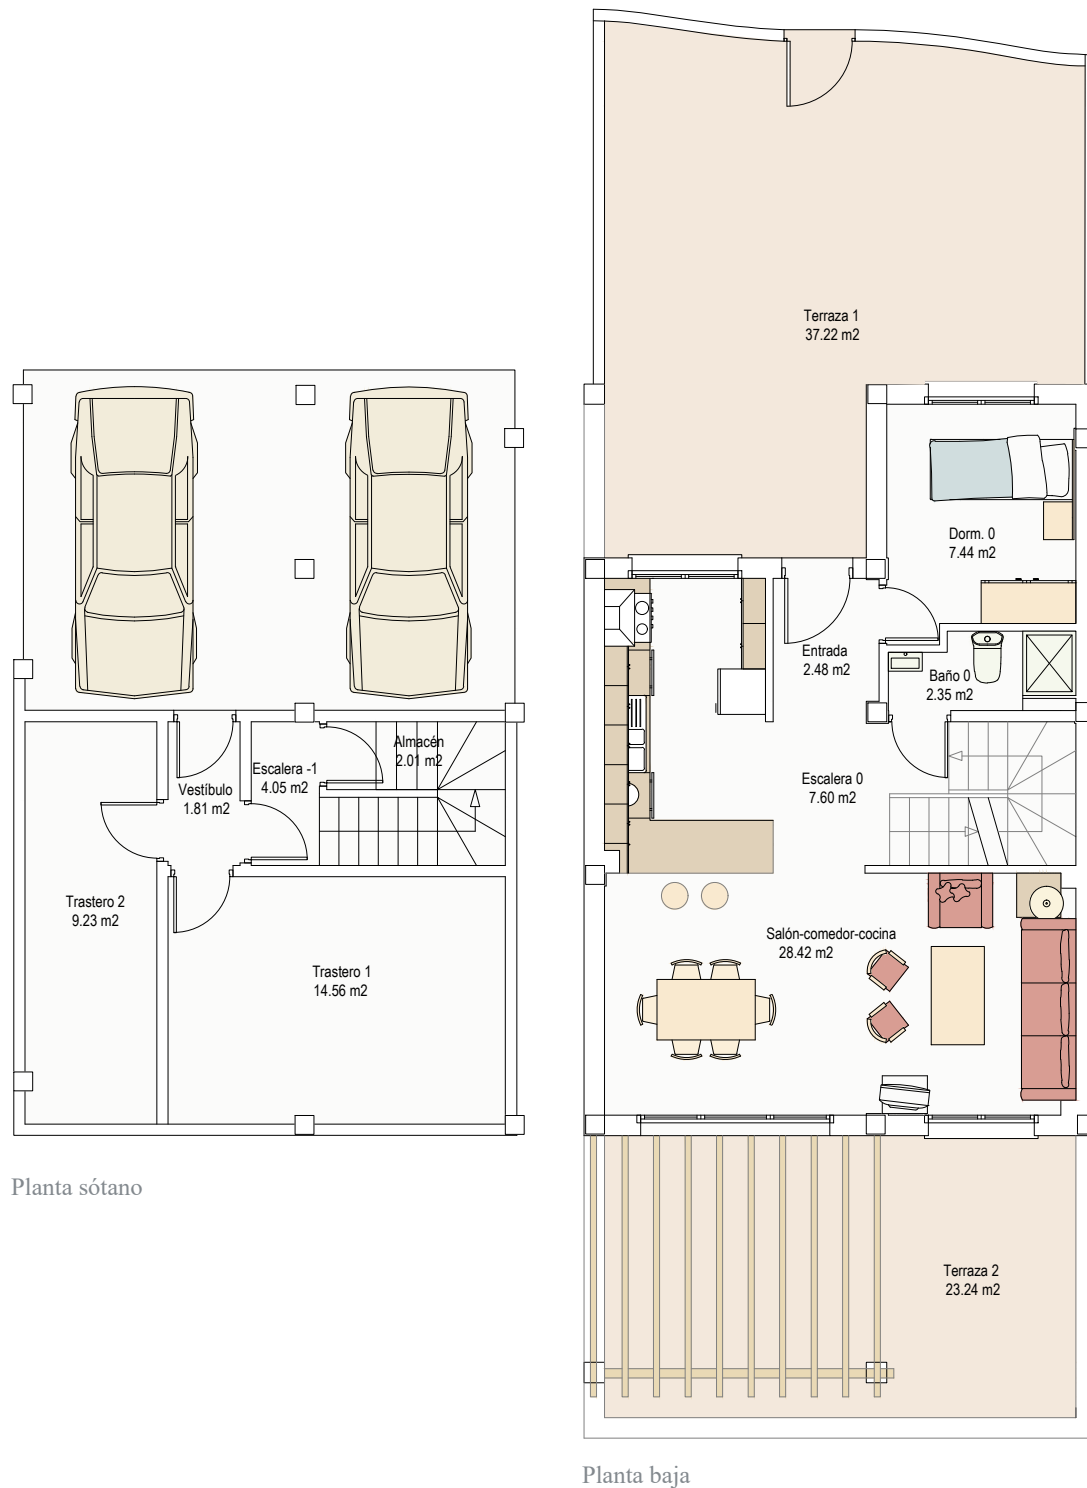 Terraza 1
37.22 m2
Dorm. 0
7.44 m2
Entrada
2.48 m2
Baño 0
2.35 m2
Almacén
2.01 m2
Escalera -1
4.05 m2
Vestíbulo
1.81 m2
Escalera 0
7.60 m2
Trastero 2
9.23 m2
Trastero 1
14.56 m2
Salón-comedor-cocina
28.42 m2
Planta sótano
Terraza 2
23.24 m2
Planta baja